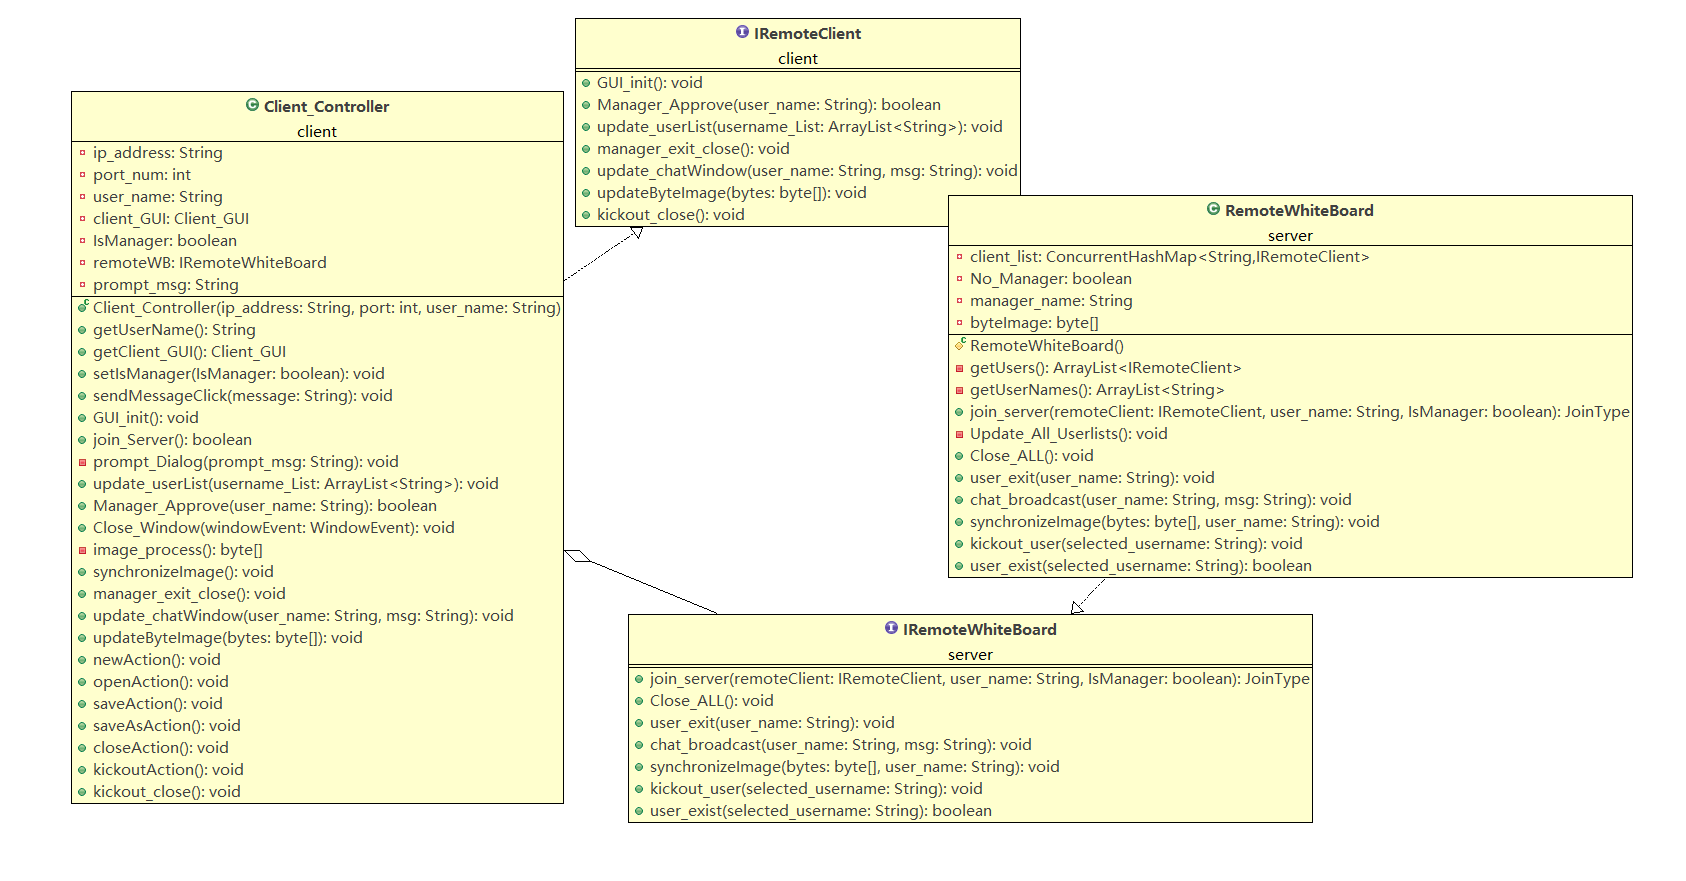 IRemoteClient
client
GUI_init(): void
Manager_Approve(user_name: String): boolean
update_userList(username_List: ArrayList<String>): void
manager_exit_close(): void
update_chatWindow(user_name: String, msg: String): void
updateByteImage(bytes: byte[]): void
kickout_close(): void
Client_Controller
client
ip_address: String
port_num: int
user_name: String
client_GUI: Client_GUI
IsManager: boolean
remoteWB: IRemoteWhiteBoard
prompt_msg: String
Client_Controller(ip_address: String, port: int, user_name: String)
getUserName(): String
getClient_GUI(): Client_GUI
setIsManager(IsManager: boolean): void
sendMessageClick(message: String): void
GUI_init(): void
join_Server(): boolean
prompt_Dialog(prompt_msg: String): void
update_userList(username_List: ArrayList<String>): void
Manager_Approve(user_name: String): boolean
Close_Window(windowEvent: WindowEvent): void
image_process(): byte[]
synchronizeImage(): void
manager_exit_close(): void
update_chatWindow(user_name: String, msg: String): void
updateByteImage(bytes: byte[]): void
newAction(): void
openAction(): void
saveAction(): void
saveAsAction(): void
closeAction(): void
kickoutAction(): void
kickout_close(): void
RemoteWhiteBoard
server
client_list: ConcurrentHashMap<String,IRemoteClient>
No_Manager: boolean
manager_name: String
byteImage: byte[]
RemoteWhiteBoard()
getUsers(): ArrayList<IRemoteClient>
getUserNames(): ArrayList<String>
join_server(remoteClient: IRemoteClient, user_name: String, IsManager: boolean): JoinType
Update_All_Userlists(): void
Close_ALL(): void
user_exit(user_name: String): void
chat_broadcast(user_name: String, msg: String): void
synchronizeImage(bytes: byte[], user_name: String): void
kickout_user(selected_username: String): void
user_exist(selected_username: String): boolean
IRemoteWhiteBoard
server
join_server(remoteClient: IRemoteClient, user_name: String, IsManager: boolean): JoinType
Close_ALL(): void
user_exit(user_name: String): void
chat_broadcast(user_name: String, msg: String): void
synchronizeImage(bytes: byte[], user_name: String): void
kickout_user(selected_username: String): void
user_exist(selected_username: String): boolean